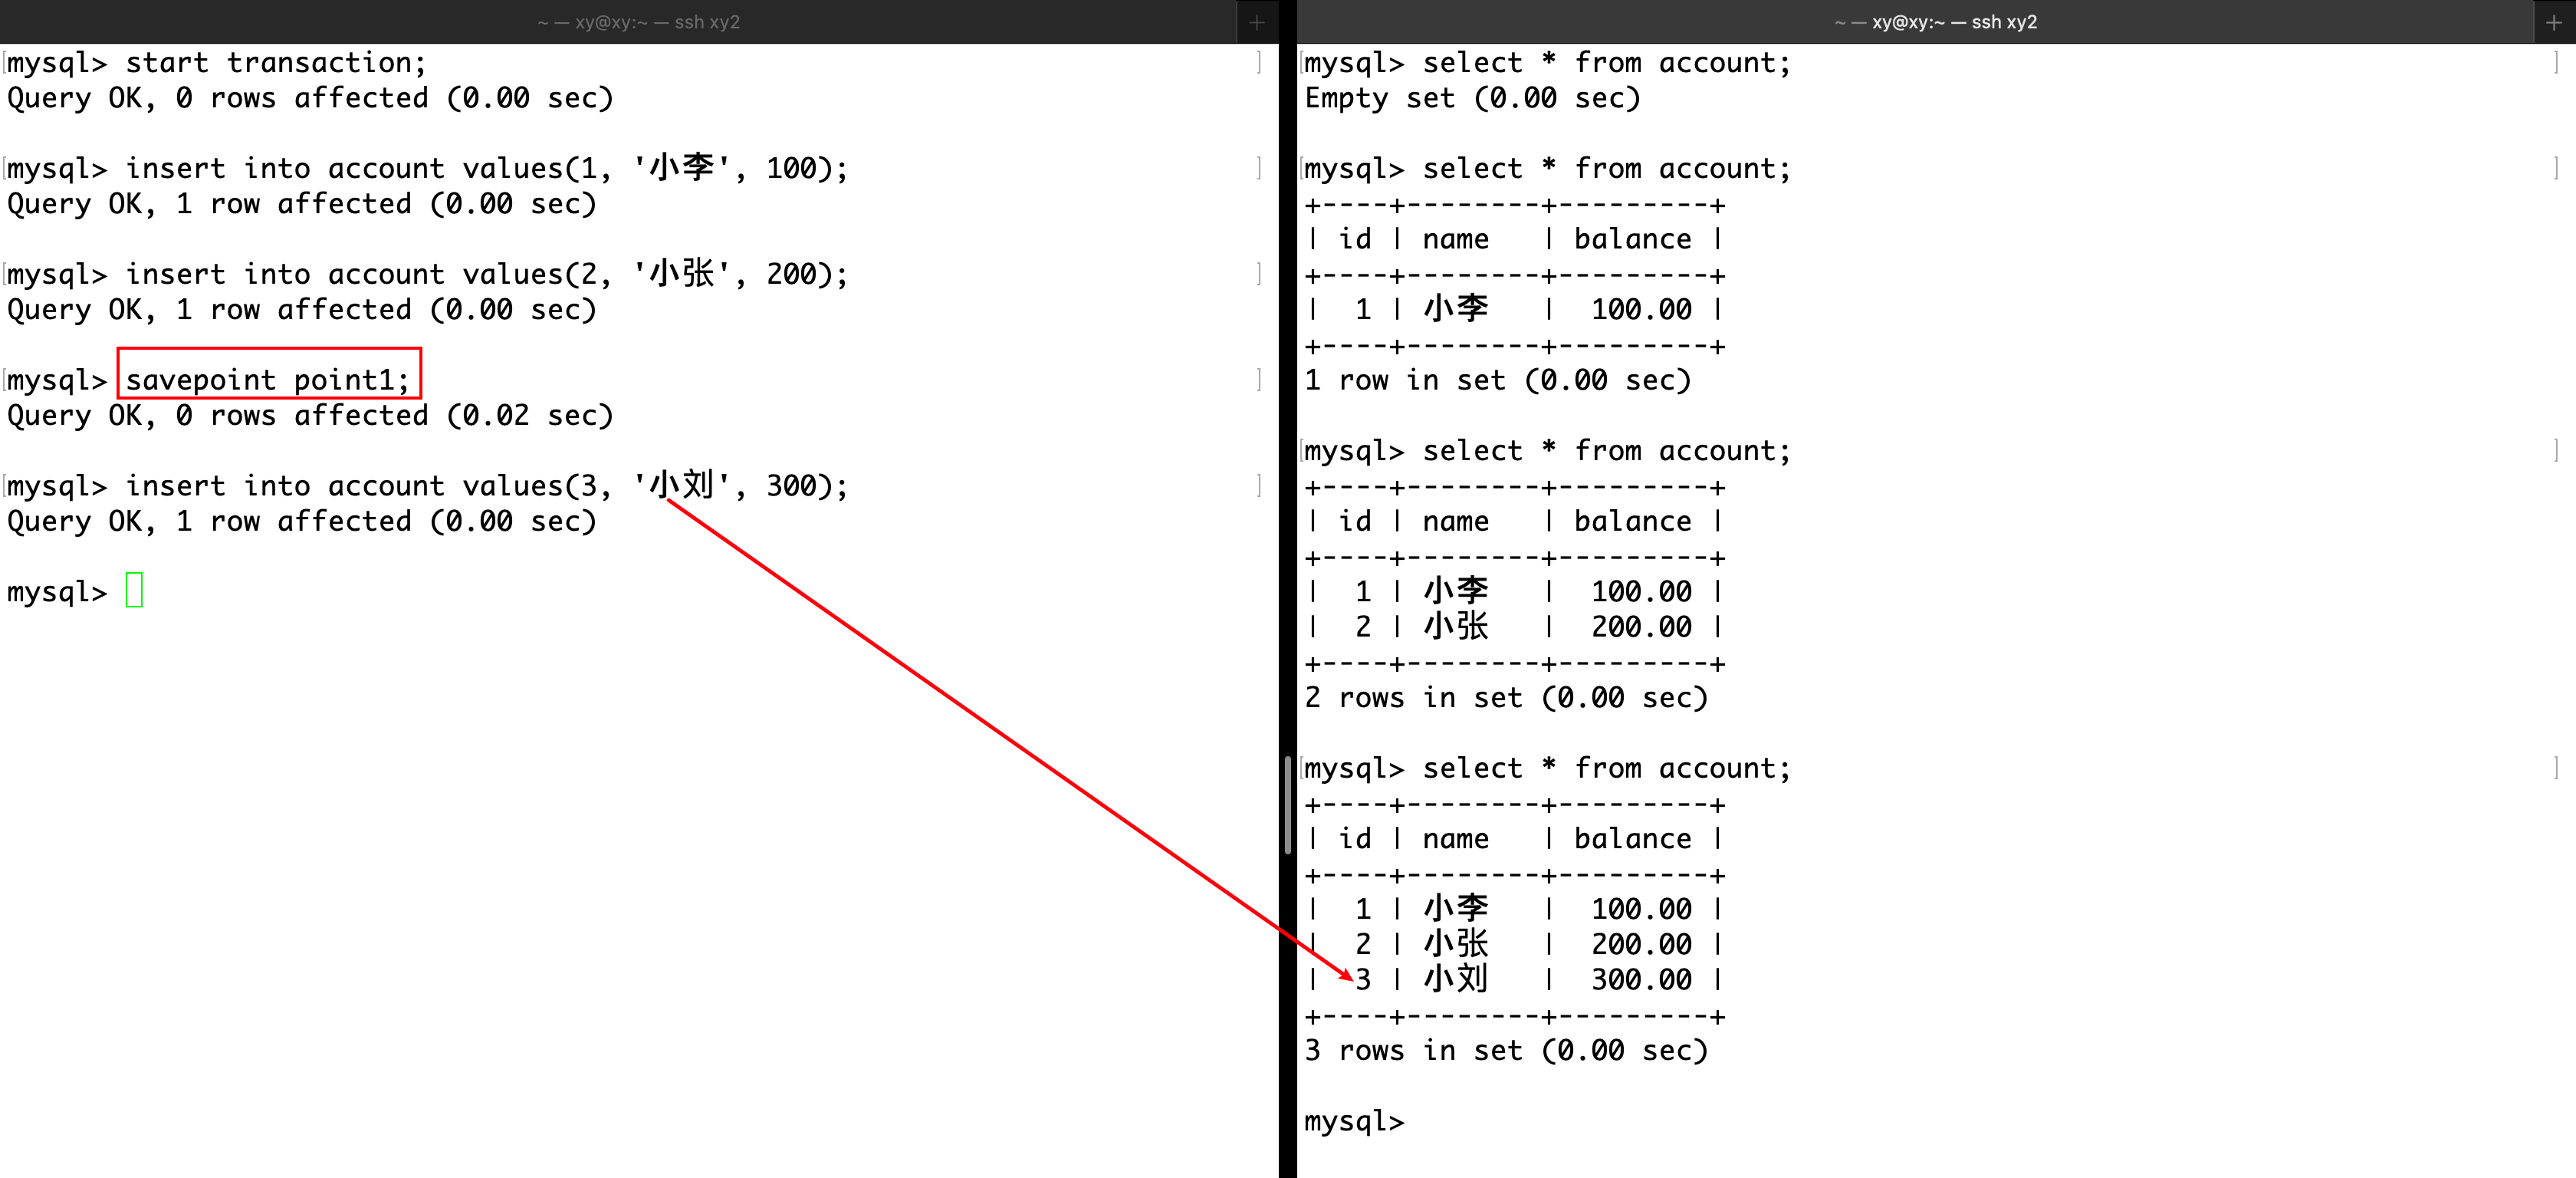 ~ — xy@xy:~ — ssh xy2
mysql> start transaction;
Query OK, 0 rows affected (0.00 sec)
mysql> insert into account values(1, '小李', 100);
Query OK, 1 row affected (0.00 sec)
mysql> insert into account values(2, '小张', 200);
Query OK, 1 row affected (0.00 sec)
mysql> savepoint point1;
Query OK, 0 rows affected (0.02 sec)
mysql> insert into account values(3, '小刘', 300);
Query OK, 1 row affected (0.00 sec)
mysql>
~ — xy@xy:~ — ssh xy2
mysql> select * from account;
Empty set (0.00 sec)
mysql> select * from account;
+----+--------+---------+
| id | name   | balance |
+----+--------+---------+
|  1 | 小李   |  100.00 |
+----+--------+---------+
1 row in set (0.00 sec)
mysql> select * from account;
+----+--------+---------+
| id | name   | balance |
+----+--------+---------+
|  1 | 小李   |  100.00 |
|  2 | 小张   |  200.00 |
+----+--------+---------+
2 rows in set (0.00 sec)
mysql> select * from account;
+----+--------+---------+
| id | name   | balance |
+----+--------+---------+
|  1 | 小李   |  100.00 |
|  2 | 小张   |  200.00 |
|  3 | 小刘   |  300.00 |
+----+--------+---------+
3 rows in set (0.00 sec)
mysql>